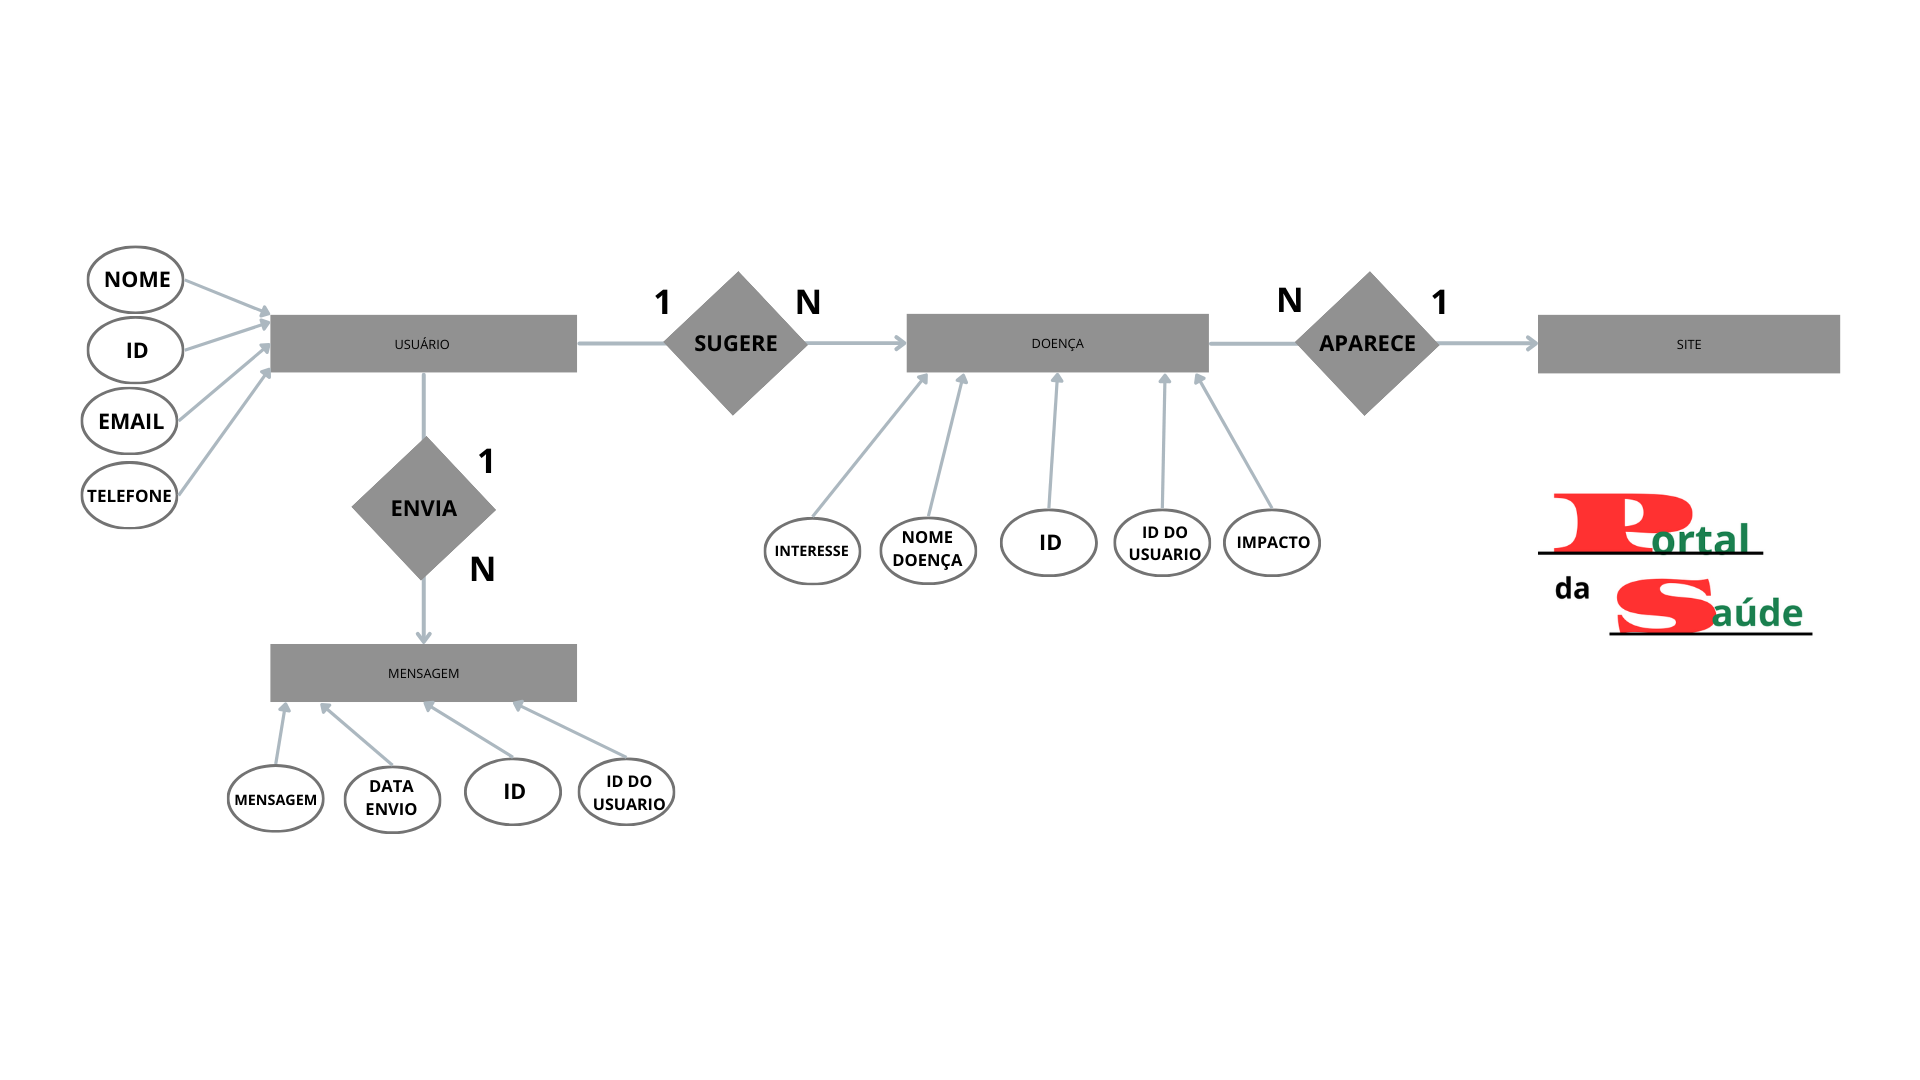 NOME
ID
EMAIL
TELEFONE
USUÁRIO
1
SUGERE
N
DOENÇA
N
APARECE
1
SITE
1
ENVIA
N
INTERESSE
NOME
DOENÇA
ID
ID DO
USUARIO
IMPACTO
Portal
da
Saúde
MENSAGEM
MENSAGEM
DATA
ENVIO
ID
ID DO
USUARIO